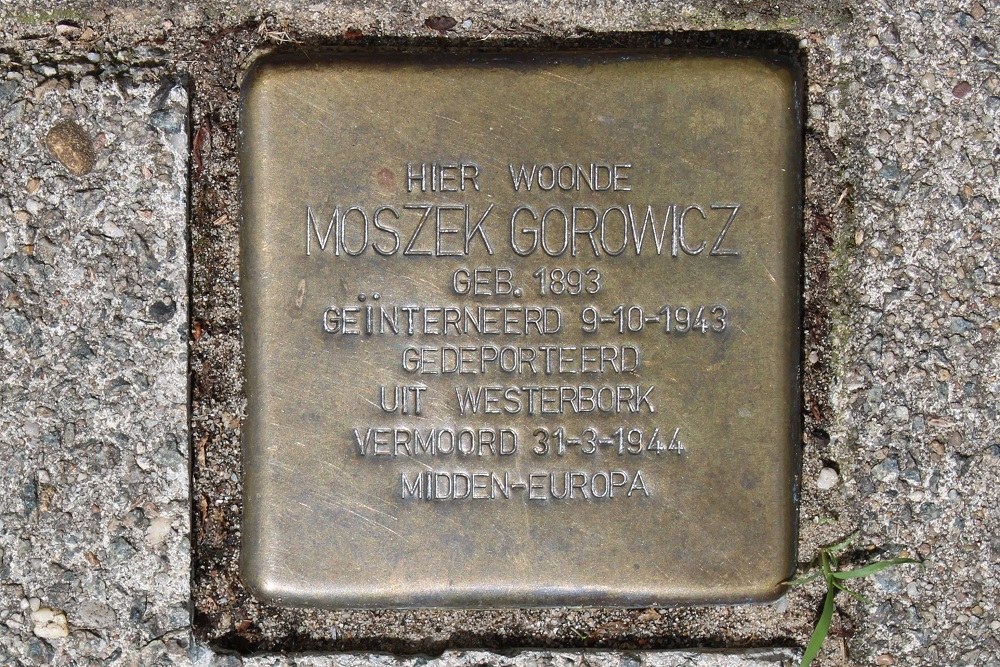 HIER WOONDE
MOSZEK GOROWICZ
GEB. 1893
GEÏNTERNEERD 9-10-1943
GEDEPORTEERD
UIT WESTERBORK
VERMOORD 31-3-1944
MIDDEN-EUROPA